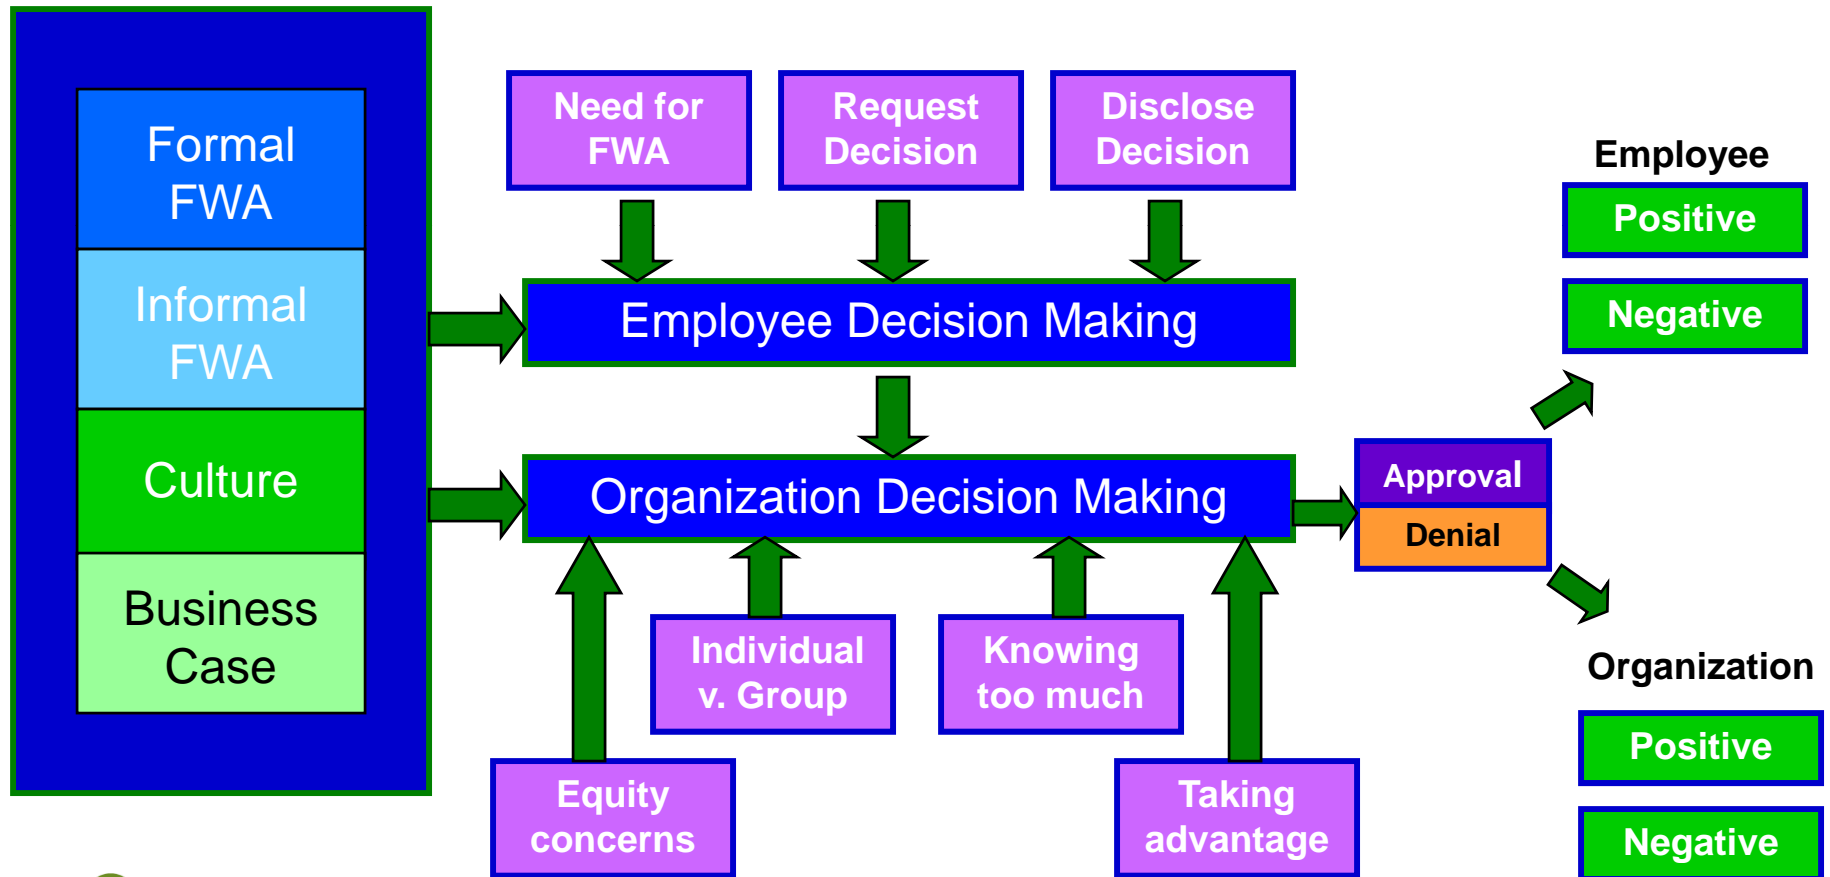 Formal
FWA
Informal
FWA
Culture
Business
Case
Need for
FWA
Request
Decision
Disclose
Decision
Employee Decision Making
Organization Decision Making
Individual
v. Group
Knowing
too much
Equity
concerns
Taking
advantage
Approval
Denial
Employee
Positive
Negative
Organization
Positive
Negative